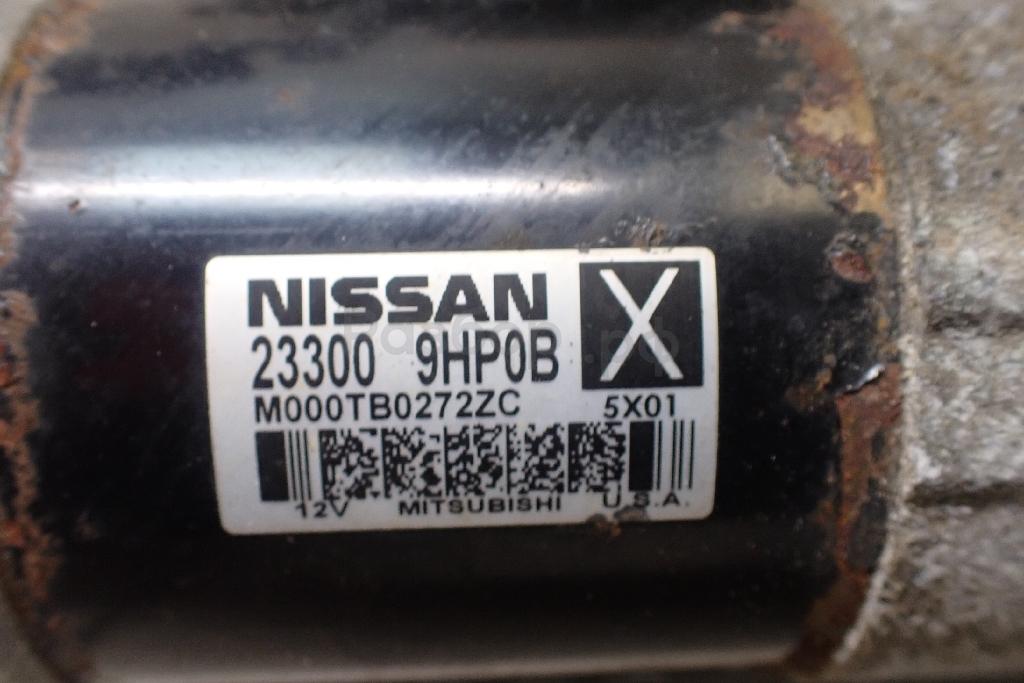 NISSAN X
23300 9HP0B
M000TB0272ZC 5X01
12V MITSUBISHI U.S.A.